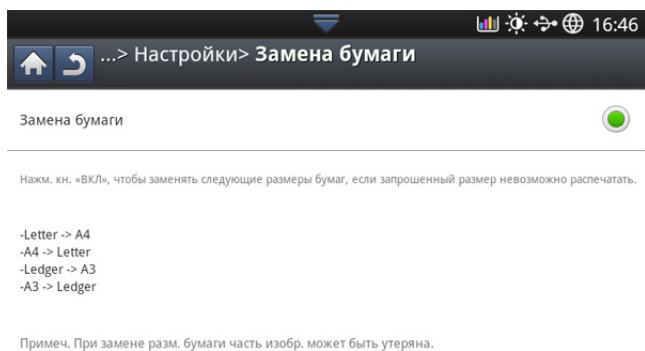 16:46
...> Настройки> Замена бумаги
Замена бумаги
Нажм. кн. «ВКЛ», чтобы заменять следующие размеры бумаг, если запрошенный размер невозможно распечатать.
-Letter -> A4
-A4 -> Letter
-Ledger -> A3
-A3 -> Ledger
Примеч. При замене разм. бумаги часть изобр. может быть утеряна.